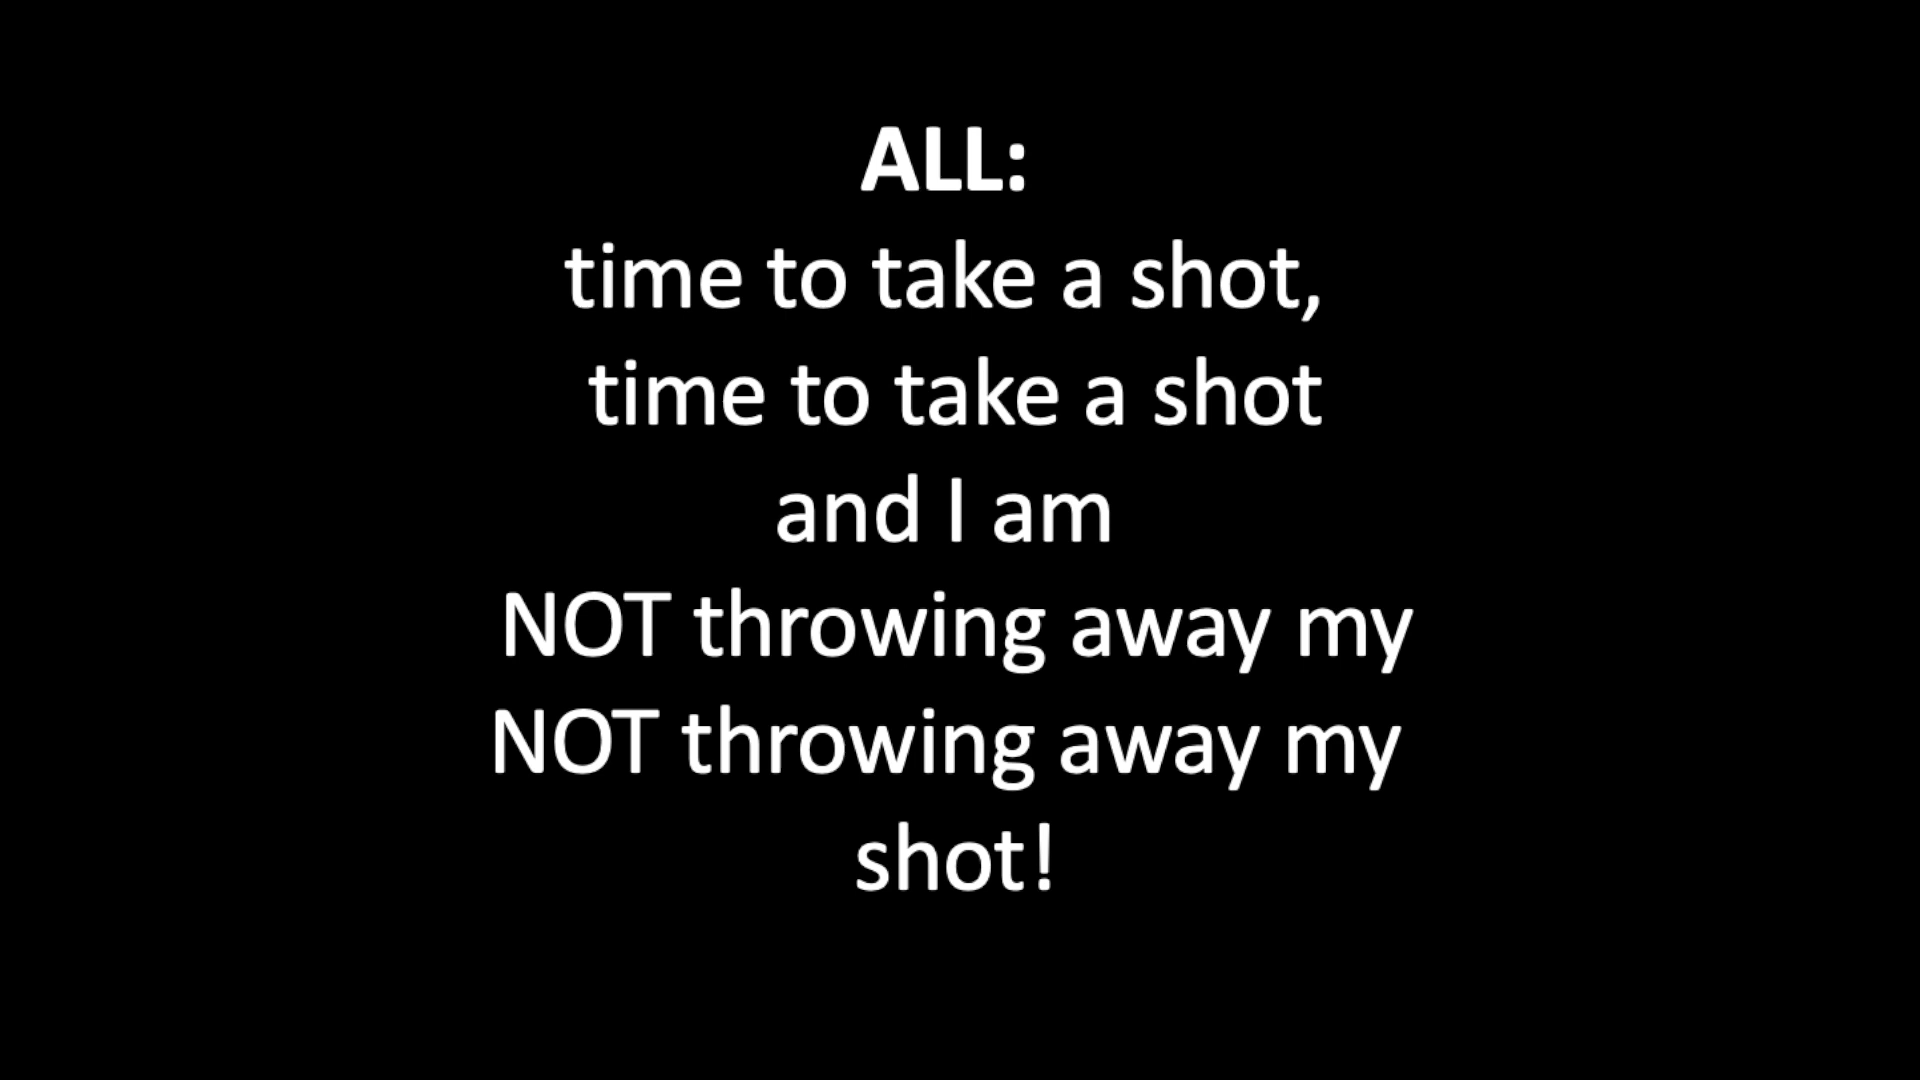 ALL:
time to take a shot,
time to take a shot
and I am
NOT throwing away my
NOT throwing away my
shot!